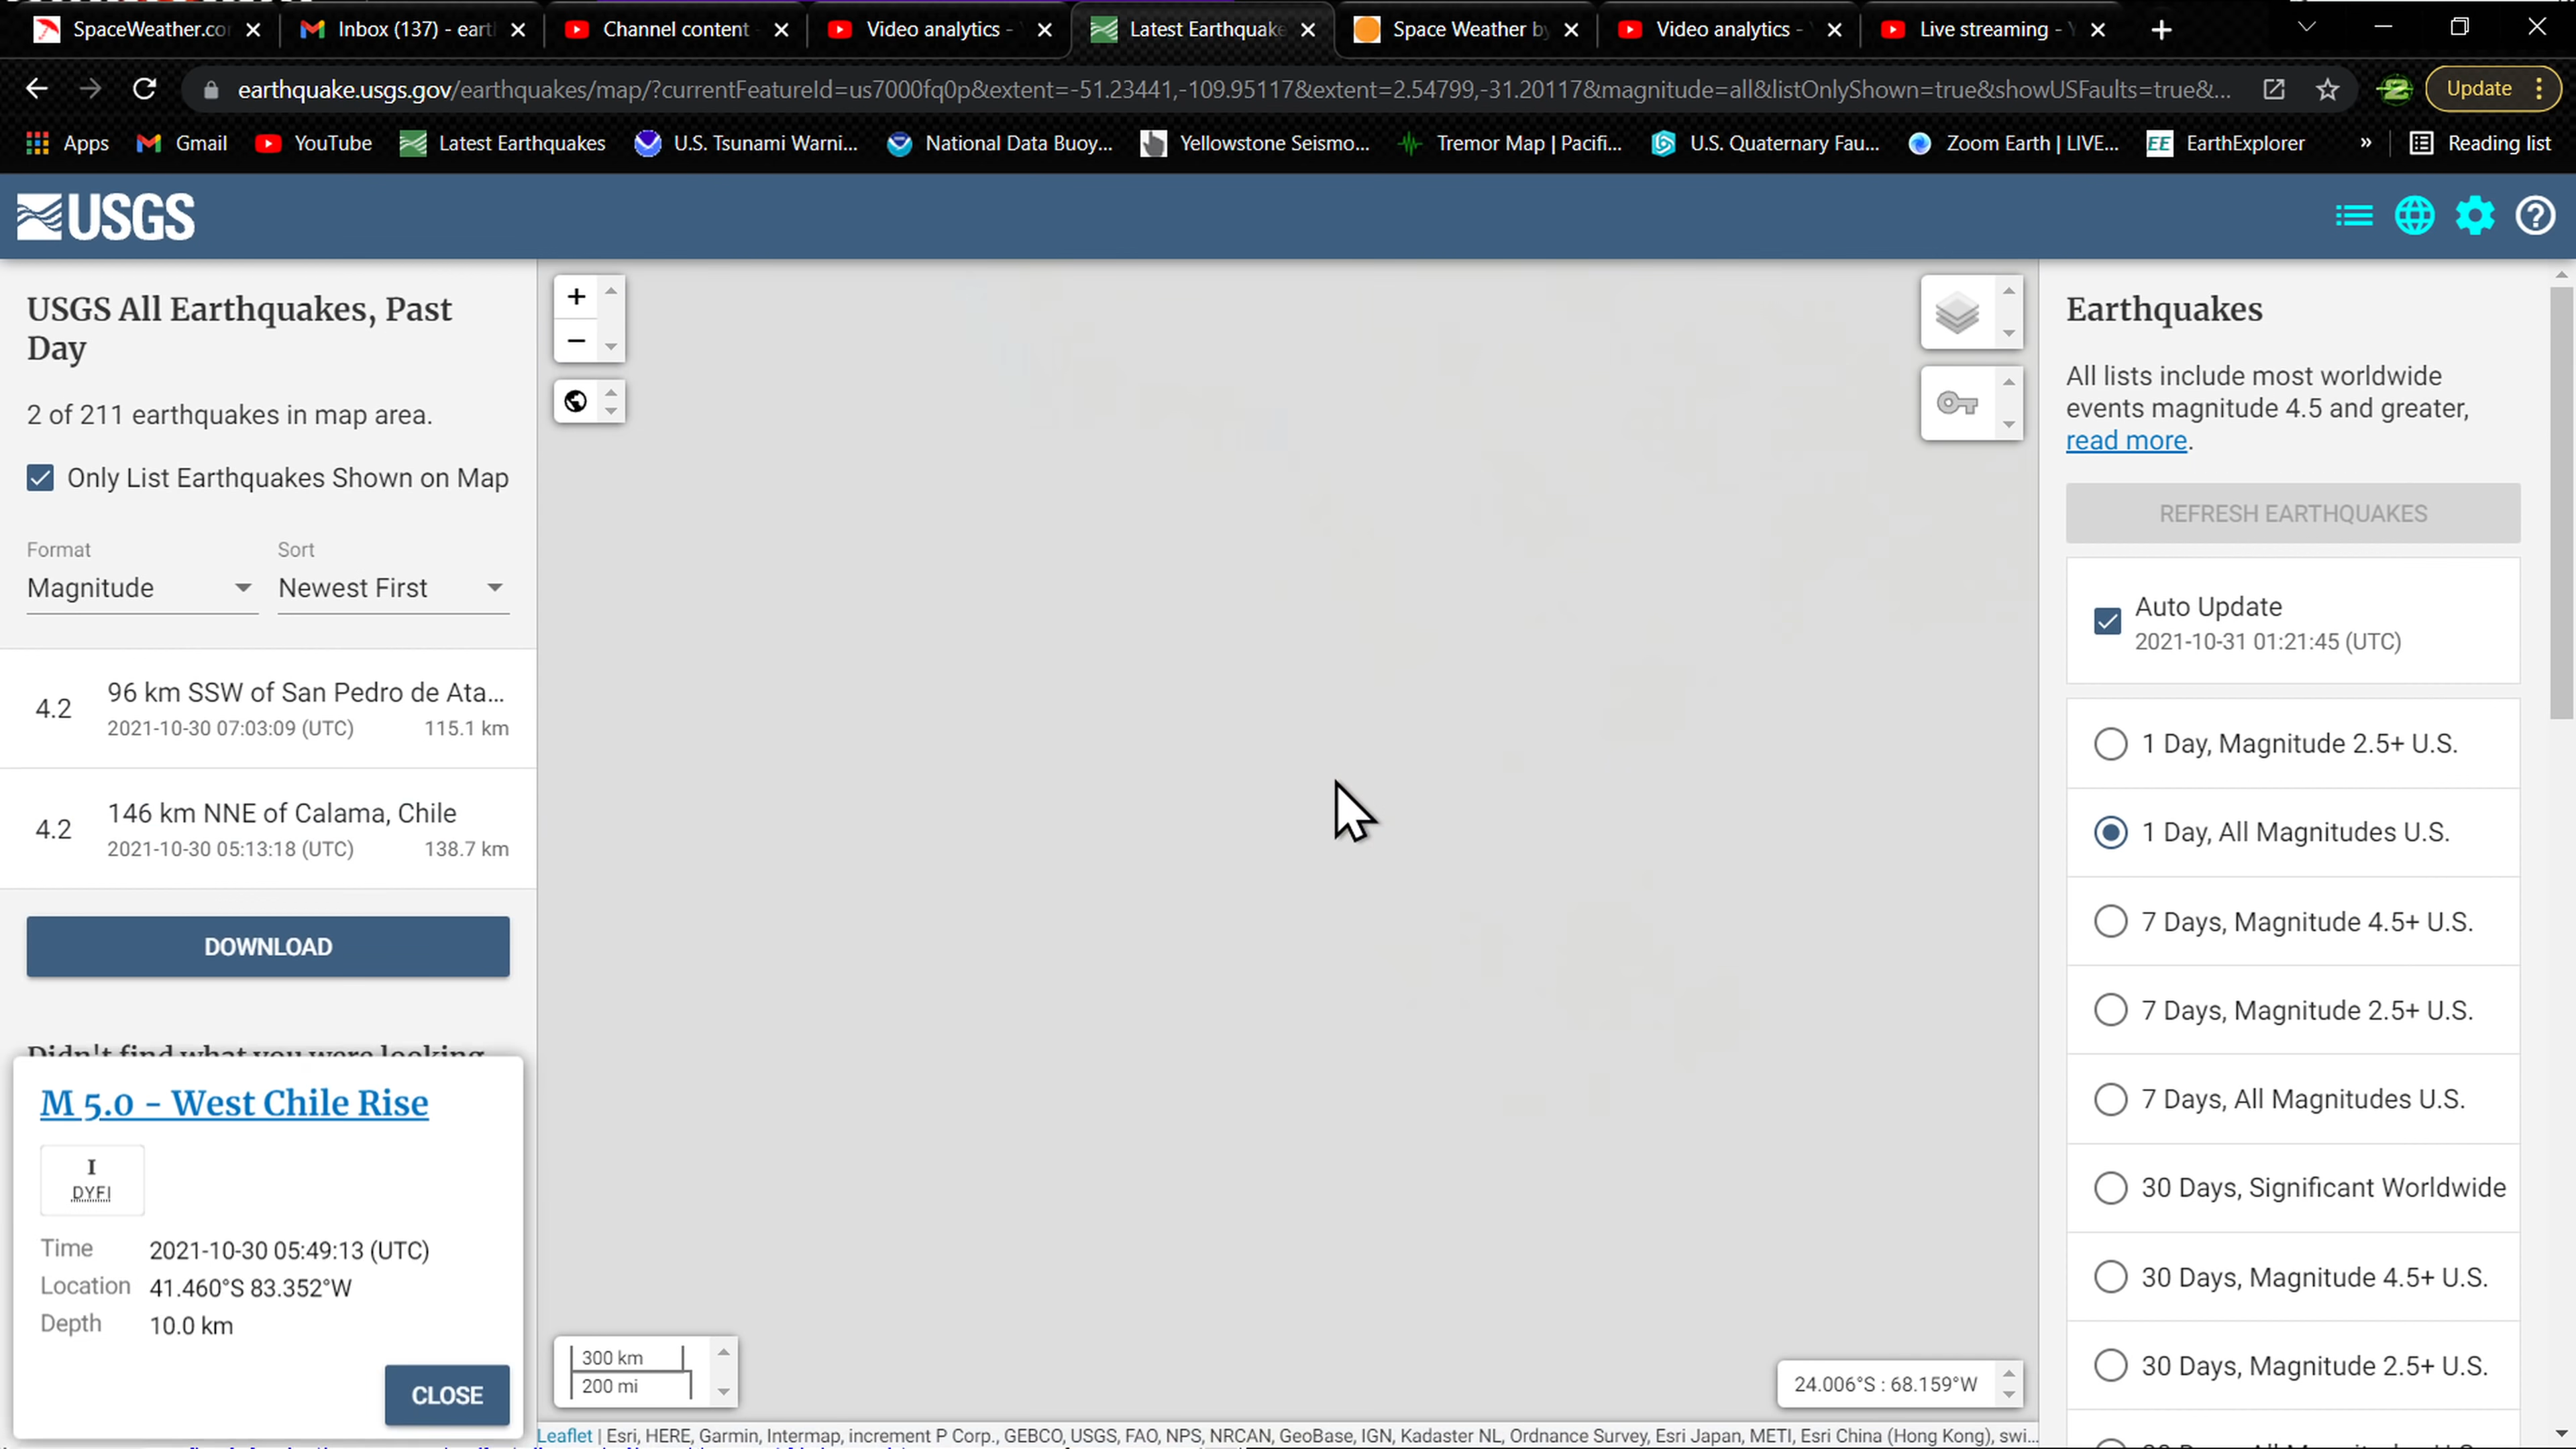 SpaceWeather.co
Inbox (137) - eart
Channel content
Video analytics -
Latest Earthquake
Space Weather by
Video analytics -
Live streaming -
earthquake.usgs.gov/earthquakes/map/?currentFeatureId=us7000fq0p&extent=-51.23441,-109.95117&extent=2.54799,-31.20117&magnitude=all&listOnlyShown=true&showUSFaults=true&...
Update
Apps
Gmail
YouTube
Latest Earthquakes
U.S. Tsunami Warni...
National Data Buoy...
Yellowstone Seismo...
Tremor Map | Pacifi...
U.S. Quaternary Fau...
Zoom Earth | LIVE...
EE
EarthExplorer
»
Reading list
USGS
USGS All Earthquakes, Past
Day
2 of 211 earthquakes in map area.
Only List Earthquakes Shown on Map
Format
Sort
Magnitude
Newest First
4.2
96 km SSW of San Pedro de Ata...
2021-10-30 07:03:09 (UTC)
115.1 km
4.2
146 km NNE of Calama, Chile
2021-10-30 05:13:18 (UTC)
138.7 km
DOWNLOAD
Didn't find what you were looking
M 5.0 - West Chile Rise
I
DYFI
Time
2021-10-30 05:49:13 (UTC)
Location
41.460°S 83.352°W
Depth
10.0 km
CLOSE
+
−
300 km
200 mi
24.006°S : 68.159°W
Leaflet | Esri, HERE, Garmin, Intermap, increment P Corp., GEBCO, USGS, FAO, NPS, NRCAN, GeoBase, IGN, Kadaster NL, Ordnance Survey, Esri Japan, METI, Esri China (Hong Kong), swi...
Earthquakes
All lists include most worldwide
events magnitude 4.5 and greater,
read more.
REFRESH EARTHQUAKES
Auto Update
2021-10-31 01:21:45 (UTC)
1 Day, Magnitude 2.5+ U.S.
1 Day, All Magnitudes U.S.
7 Days, Magnitude 4.5+ U.S.
7 Days, Magnitude 2.5+ U.S.
7 Days, All Magnitudes U.S.
30 Days, Significant Worldwide
30 Days, Magnitude 4.5+ U.S.
30 Days, Magnitude 2.5+ U.S.